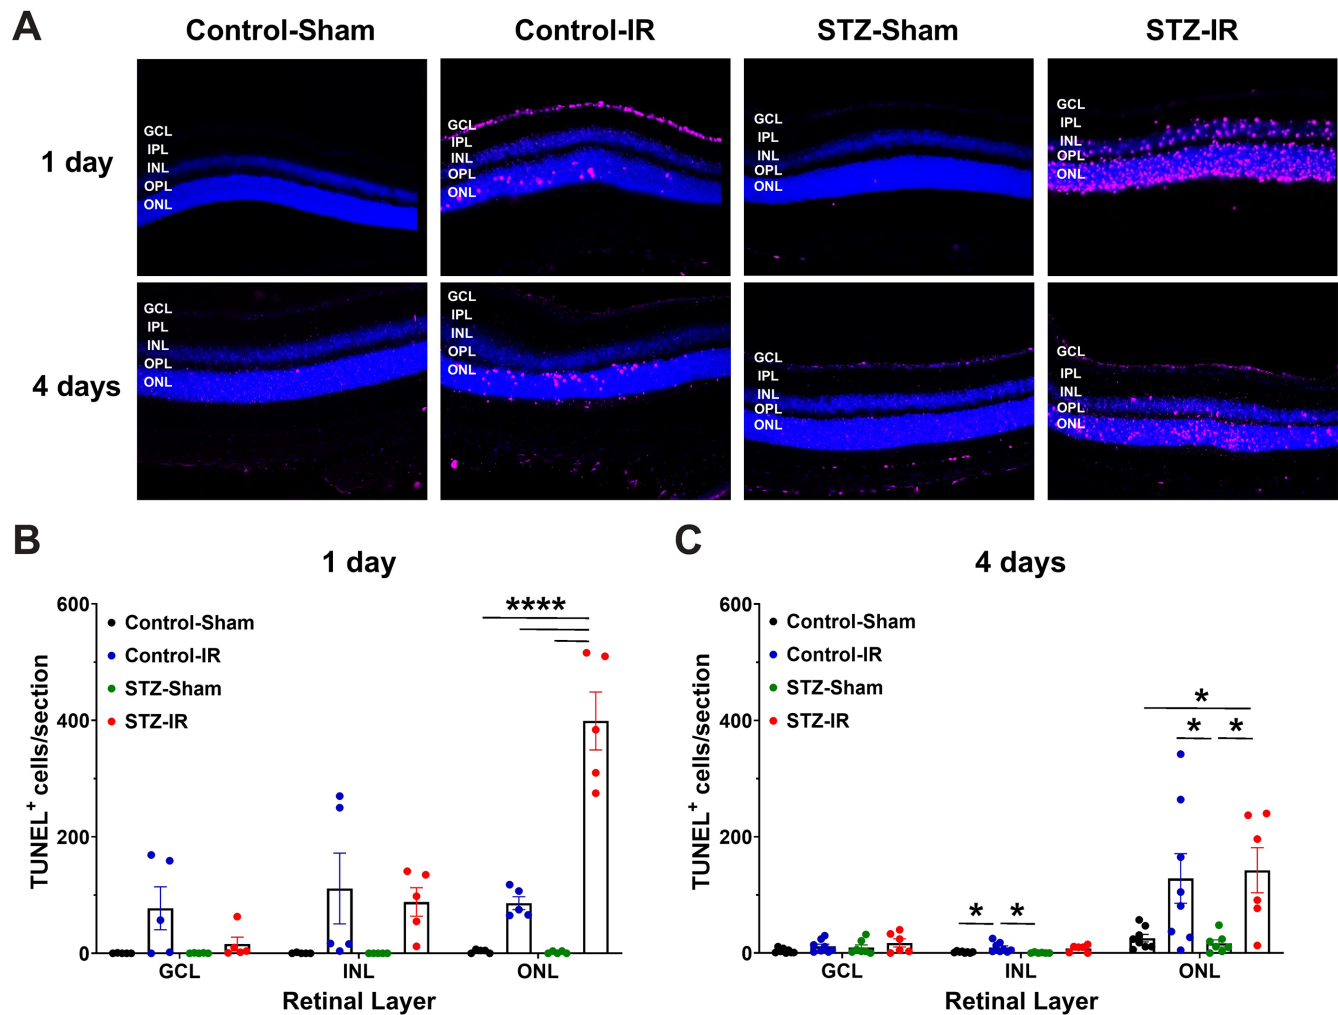 A
Control-Sham Control-IR STZ-Sham STZ-IR
1 day
GCL
IPL
INL
OPL
ONL
GCL
IPL
INL
OPL
ONL
GCL
IPL
INL
OPL
ONL
GCL
IPL
INL
OPL
ONL
4 days
GCL
IPL
INL
OPL
ONL
GCL
IPL
INL
OPL
ONL
GCL
IPL
INL
OPL
ONL
GCL
IPL
INL
OPL
ONL
B
1 day
TUNEL+ cells/section
600
400
200
0
Control-Sham
Control-IR
STZ-Sham
STZ-IR
****
GCL INL ONL
Retinal Layer
C
4 days
TUNEL+ cells/section
600
400
200
0
Control-Sham
Control-IR
STZ-Sham
STZ-IR
*
* *
* *
GCL INL ONL
Retinal Layer